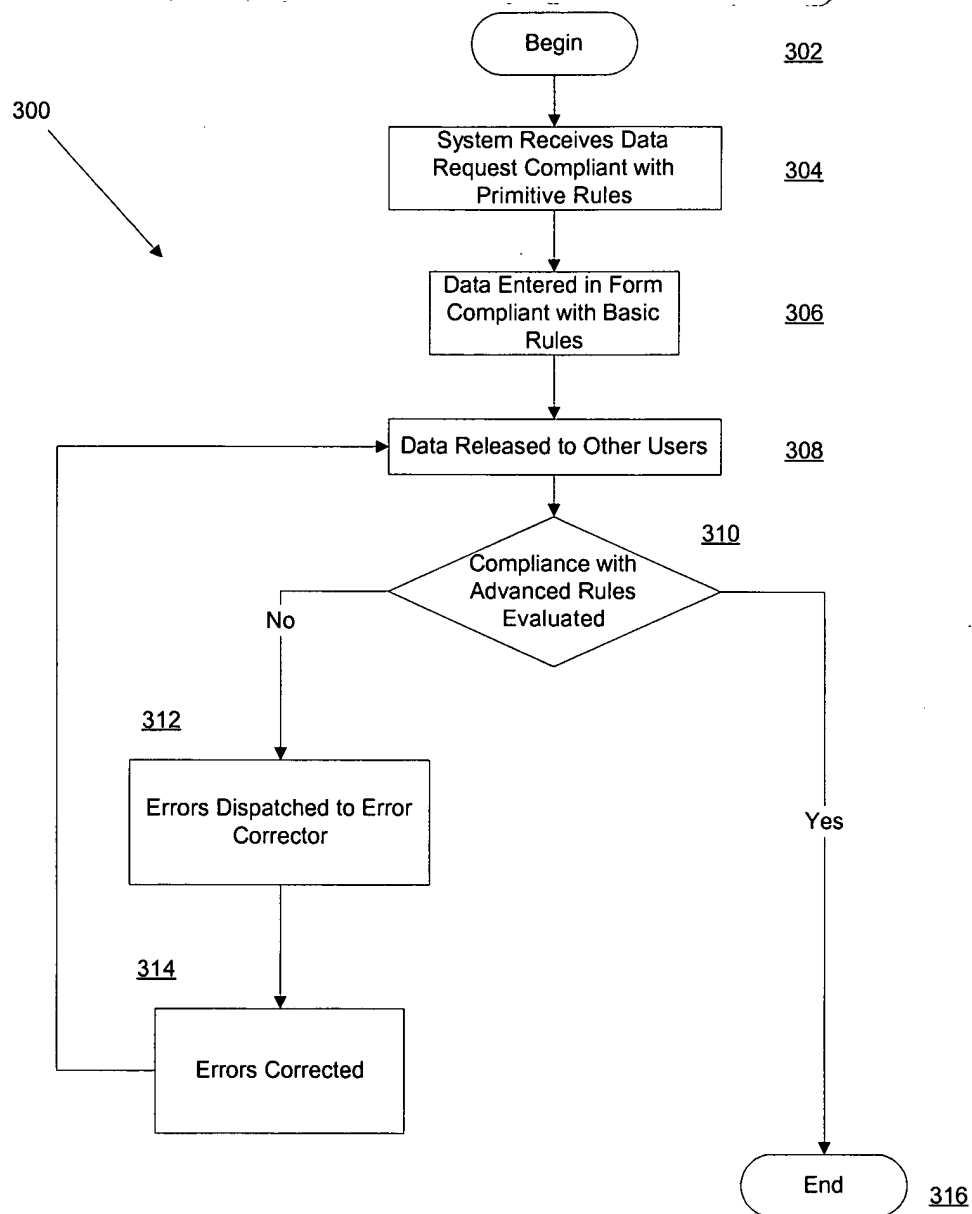 Begin
302
300
System Receives Data
Request Compliant with
Primitive Rules
304
Data Entered in Form
Compliant with Basic
Rules
306
Data Released to Other Users
308
310
Compliance with
Advanced Rules
Evaluated
No
312
Errors Dispatched to Error
Corrector
Yes
314
Errors Corrected
End
316